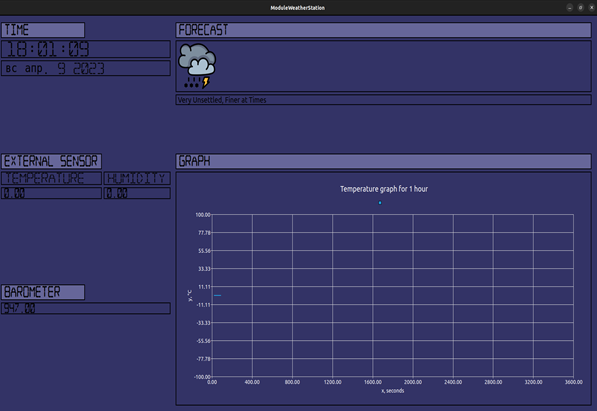 ModuleWeatherStation
TIME
18:01:09
вс апр. 9 2023
FORECAST
Very Unsettled, Finer at Times
EXTERNAL SENSOR
TEMPERATURE HUMIDITY
0.00 0.00
BAROMETER
947.00
GRAPH
Temperature graph for 1 hour
100.00
77.78
55.56
33.33
11.11
-11.11
-33.33
-55.56
-77.78
-100.00
y, °C
0.00 400.00 800.00 1200.00 1600.00 2000.00 2400.00 2800.00 3200.00 3600.00
x, seconds